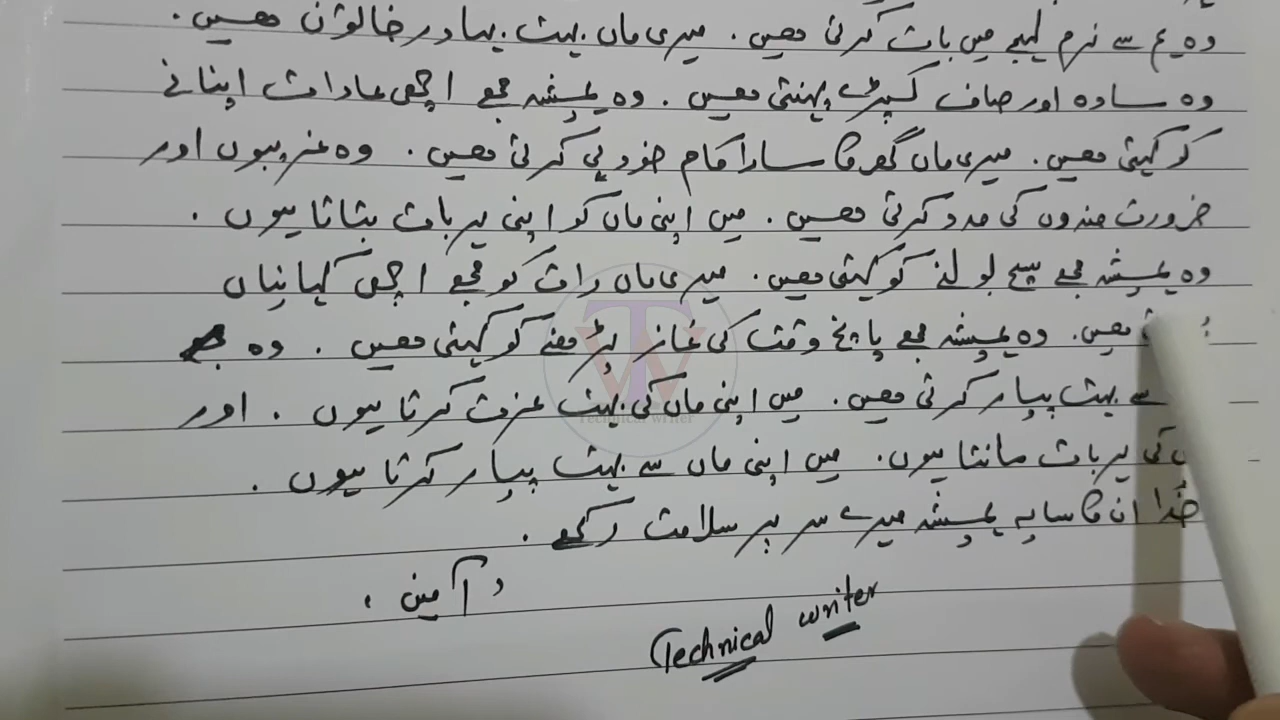 وہ ہم سے نرم لہجے میں بات کرتی ھیں۔ میری ماں بہت بہادر خاتون ھیں۔
وہ سادہ اور صاف کپڑے پہنتی ھیں۔ وہ ہمیشہ مجھے اچھی عادات اپنانے
کو کہتی ھیں۔ میری ماں گھر کا سارا کام خود ہی کرتی ھیں۔ وہ غریبوں اور
ضرورت مندوں کی مدد کرتی ھیں۔ میں اپنی ماں کو اپنی ہر بات بتاتا ہوں۔
وہ ہمیشہ مجھے سچ بولنے کو کہتی ھیں۔ میری ماں رات کو مجھے اچھی کہانیاں
ھیں۔ وہ ہمیشہ مجھے پانچ وقت کی نماز پڑھنے کو کہتی ھیں۔ وہ
سے بہت پیار کرتی ھیں۔ میں اپنی ماں کی بہت عزت کرتا ہوں۔ اور
کی ہر بات مانتا ہوں۔ میں اپنی ماں سے بہت پیار کرتا ہوں۔
خُدا ان کا سایہ ہمیشہ میرے سر پر سلامت رکھے۔
، آمین ،
Technical writer
TW
Technical writer